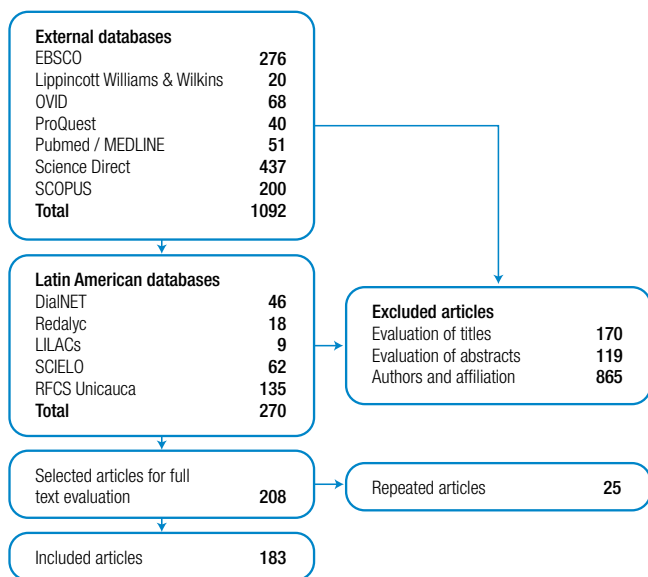 External databases
EBSCO 276
Lippincott Williams & Wilkins 20
OVID 68
ProQuest 40
Pubmed / MEDLINE 51
Science Direct 437
SCOPUS 200
Total 1092
Latin American databases
DialNET 46
Redalyc 18
LILACs 9
SCIELO 62
RFCS Unicauca 135
Total 270
Excluded articles
Evaluation of titles 170
Evaluation of abstracts 119
Authors and affiliation 865
Selected articles for full
text evaluation 208
Repeated articles 25
Included articles 183